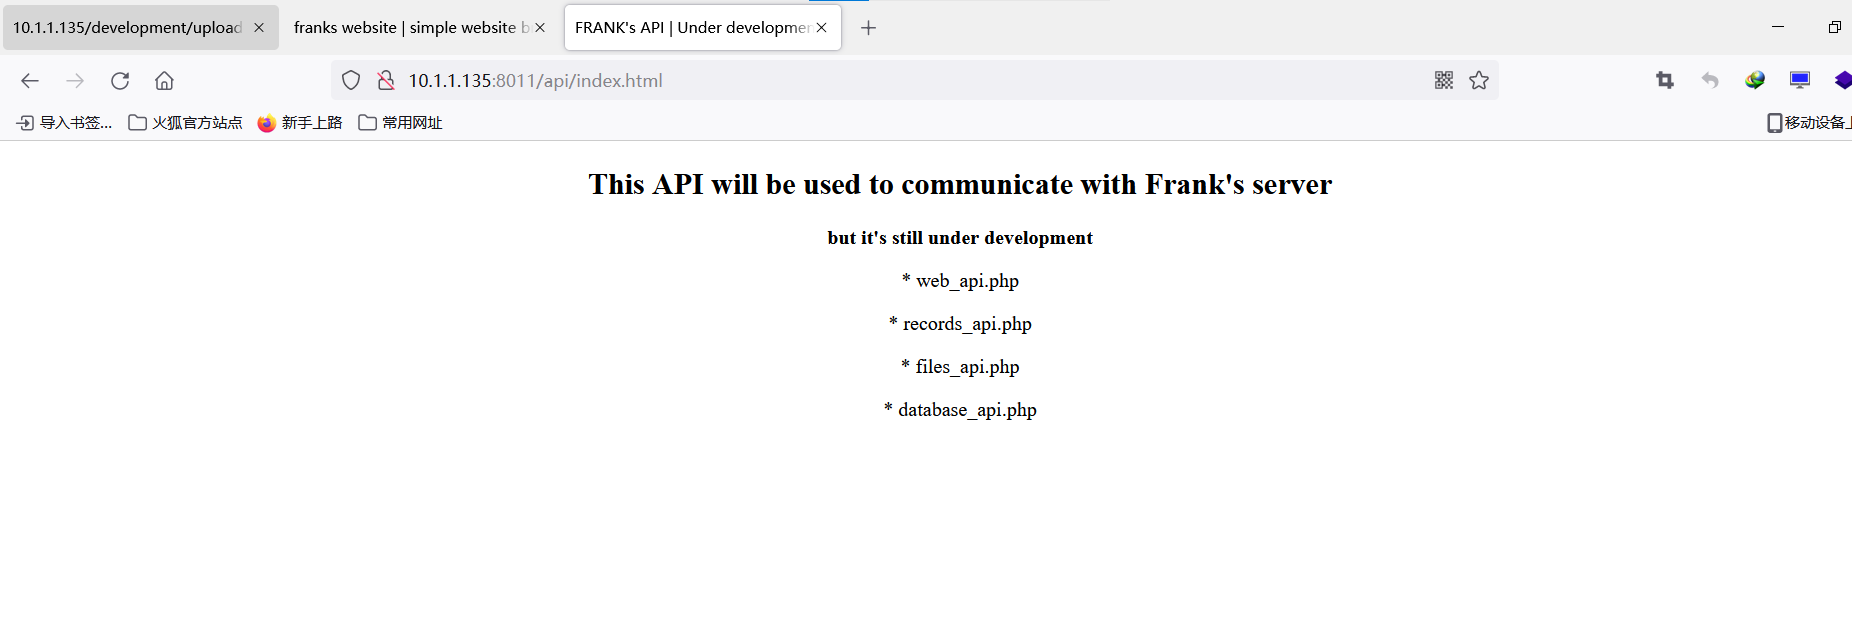 10.1.1.135/development/upload
franks website | simple website b
FRANK's API | Under developmen
10.1.1.135:8011/api/index.html
导入书签...
火狐官方站点
新手上路
常用网址
移动设备上
This API will be used to communicate with Frank's server
but it's still under development
* web_api.php
* records_api.php
* files_api.php
* database_api.php